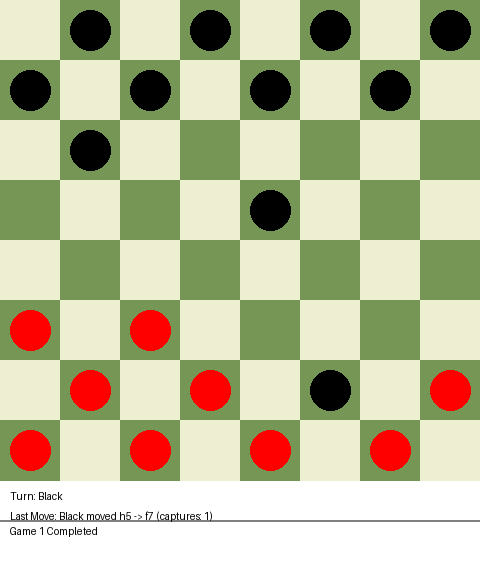 Turn: Black
Last Move: Black moved h5 -> f7 (captures: 1)
Game 1 Completed